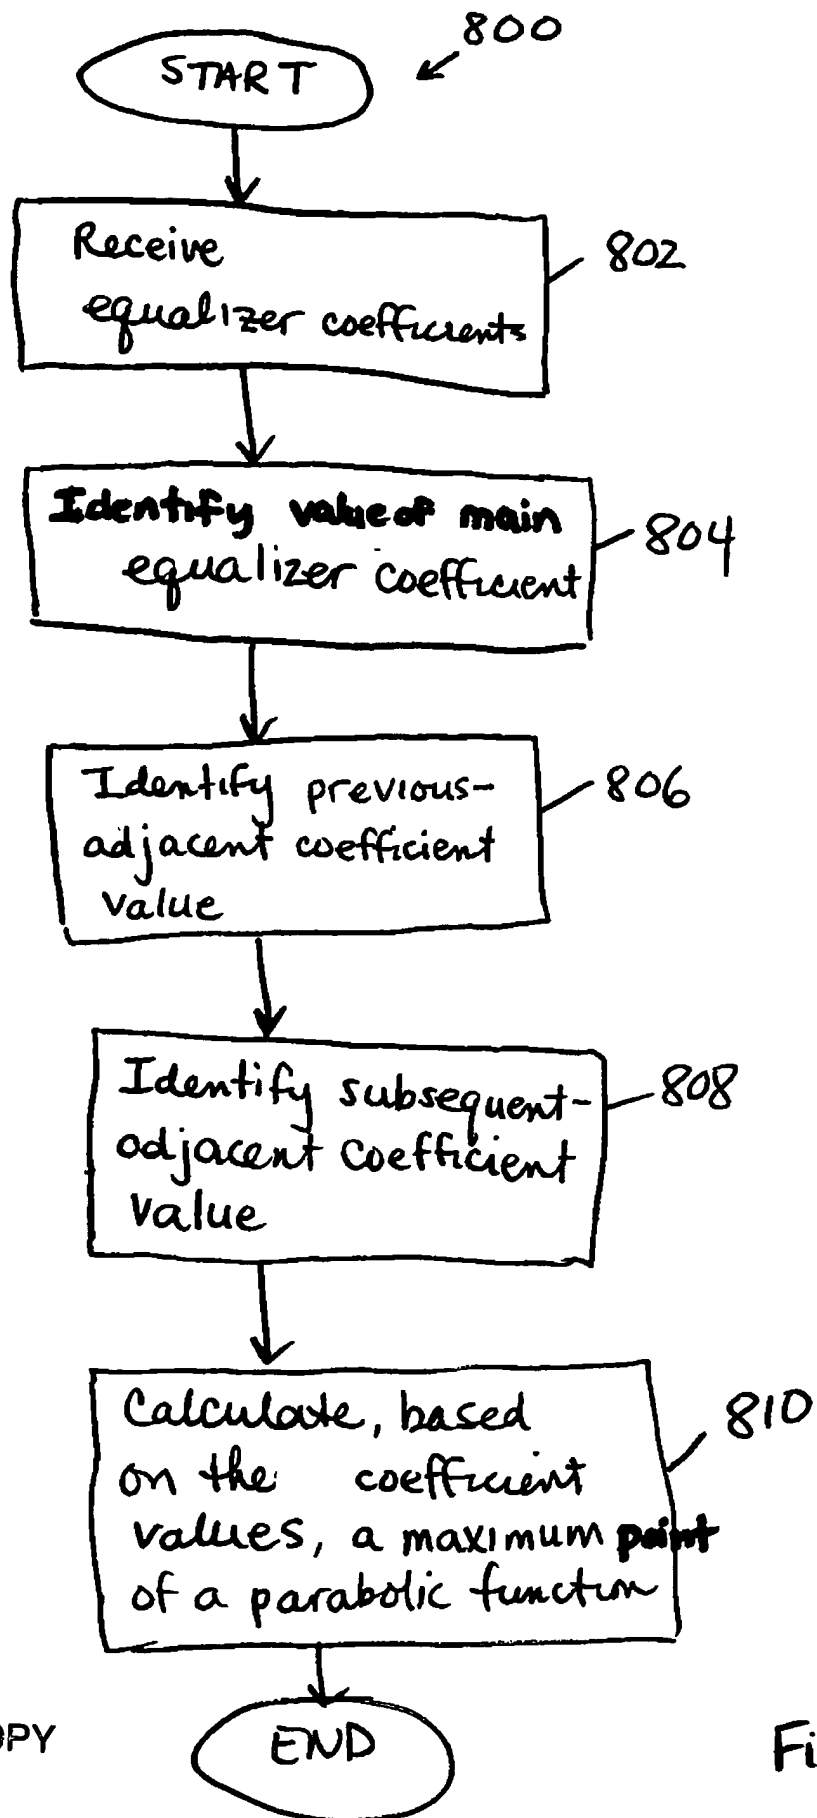 800
START
Receive
equalizer coefficients
802
Identify value of main
equalizer coefficient
804
Identify previous-
adjacent coefficient
value
806
Identify subsequent-
adjacent coefficient
value
808
Calculate, based
on the coefficient
values, a maximum point
of a parabolic function
810
END
OPY
Fi